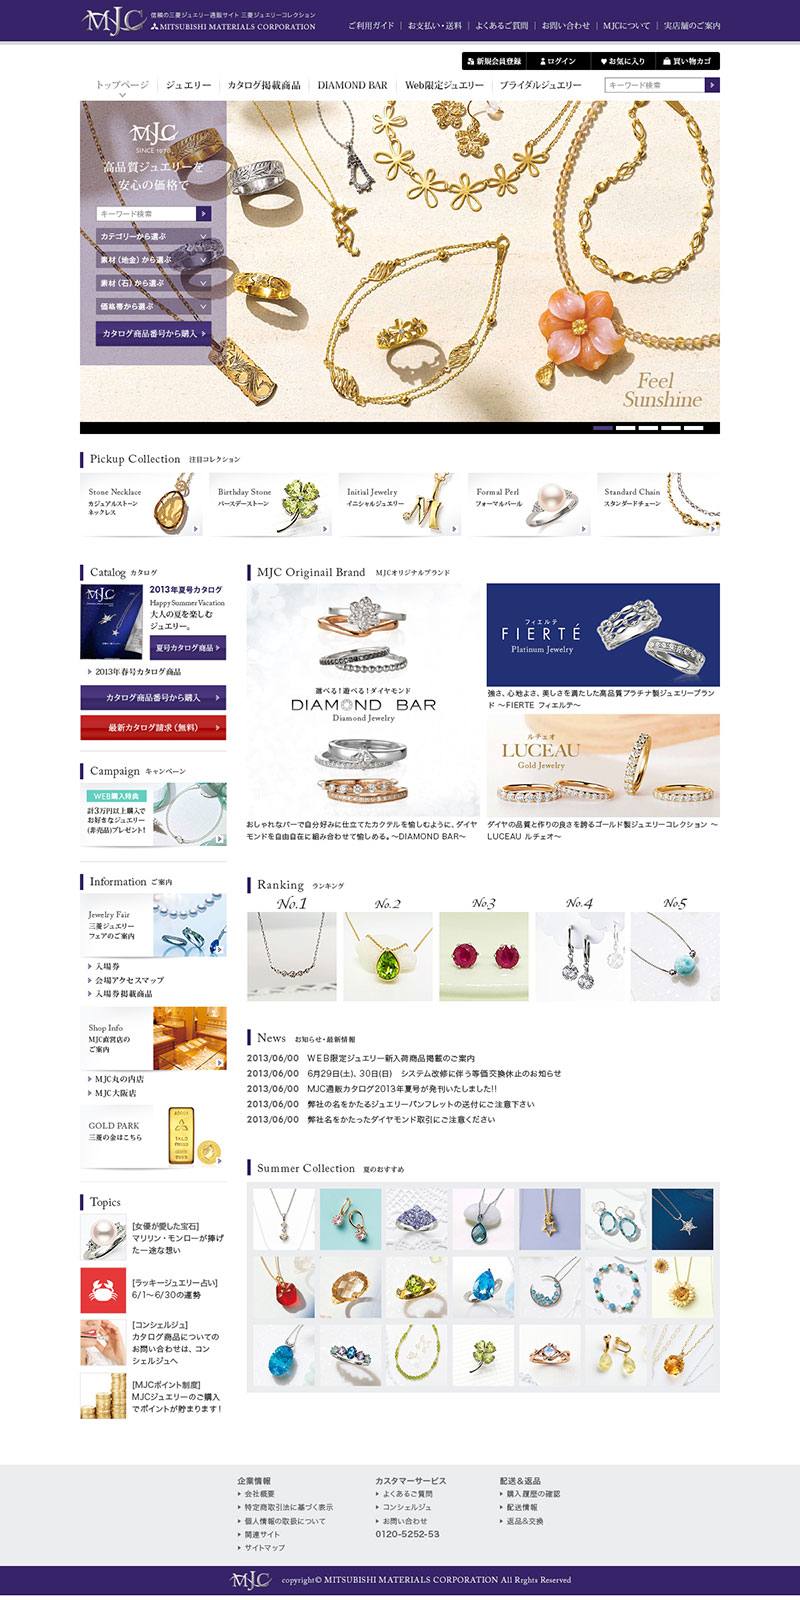 MJC
信頼の三菱ジュエリー通販サイト 三菱ジュエリーコレクション
MITSUBISHI MATERIALS CORPORATION
ご利用ガイド | お支払い・送料 | よくあるご質問 | お問い合わせ | MJCについて | 実店舗のご案内
新規会員登録 ログイン お気に入り 買い物カゴ
トップページ ジュエリー カタログ掲載商品 DIAMOND BAR Web限定ジュエリー ブライダルジュエリー キーワード検索
MJC
SINCE 1978
高品質ジュエリーを
安心の価格で
キーワード検索
カテゴリーから選ぶ
素材（地金）から選ぶ
素材（石）から選ぶ
価格帯から選ぶ
カタログ商品番号から購入
Feel
Sunshine
Pickup Collection 注目コレクション
Stone Necklace
カジュアルストーン
ネックレス
Birthday Stone
バースデーストーン
Initial Jewelry
イニシャルジュエリー
Formal Perl
フォーマルパール
Standard Chain
スタンダードチェーン
Catalog カタログ
MJC
2013年夏号カタログ
Happy Summer Vacation
大人の夏を楽しむ
ジュエリー。
夏号カタログ商品
2013年春号カタログ商品
カタログ商品番号から購入
最新カタログ請求（無料）
Campaign キャンペーン
WEB購入特典
計3万円以上購入で
お好きなジュエリー
(非売品)プレゼント!
Information ご案内
Jewelry Fair
三菱ジュエリー
フェアのご案内
入場券
会場アクセスマップ
入場券掲載商品
Shop Info
MJC直営店の
ご案内
MJC丸の内店
MJC大阪店
GOLD PARK
三菱の金はこちら
Topics
[女優が愛した宝石]
マリリン・モンローが捧げ
た一途な想い
[ラッキージュエリー占い]
6/1〜6/30の運勢
[コンシェルジュ]
カタログ商品についての
お問い合わせは、コン
シェルジュへ
[MJCポイント制度]
MJCジュエリーのご購入
でポイントが貯まります！
MJC Originail Brand MJCオリジナルブランド
選べる！遊べる！ダイヤモンド
DIAMOND BAR
Diamond Jewelry
おしゃれなバーで自分好みに仕立てたカクテルを愉しむように、ダイヤ
モンドを自由自在に組み合わせて愉しめる。〜DIAMOND BAR〜
フィエルテ
FIERTÉ
Platinum Jewelry
強さ、心地よさ、美しさを満たした高品質プラチナ製ジュエリーブラン
ド 〜FIERTE フィエルテ〜
ルチェオ
LUCEAU
Gold Jewelry
ダイヤの品質と作りの良さを誇るゴールド製ジュエリーコレクション 〜
LUCEAU ルチェオ〜
Ranking ランキング
No.1 No.2 No.3 No.4 No.5
News お知らせ・最新情報
2013/06/00 WEB限定ジュエリー新入荷商品掲載のご案内
2013/06/00 6月29日(土)、30日(日) システム改修に伴う等価交換休止のお知らせ
2013/06/00 MJC通販カタログ2013年夏号が発刊いたしました!!
2013/06/00 弊社の名をかたるジュエリーパンフレットの送付にご注意下さい
2013/06/00 弊社名をかたったダイヤモンド取引にご注意ください
Summer Collection 夏のおすすめ
企業情報
会社概要
特定商取引法に基づく表示
個人情報の取扱について
関連サイト
サイトマップ
カスタマーサービス
よくあるご質問
コンシェルジュ
お問い合わせ
0120-5252-53
配送＆返品
購入履歴の確認
配送情報
返品&交換
MJC copyright© MITSUBISHI MATERIALS CORPORATION All Rrghts Reserved